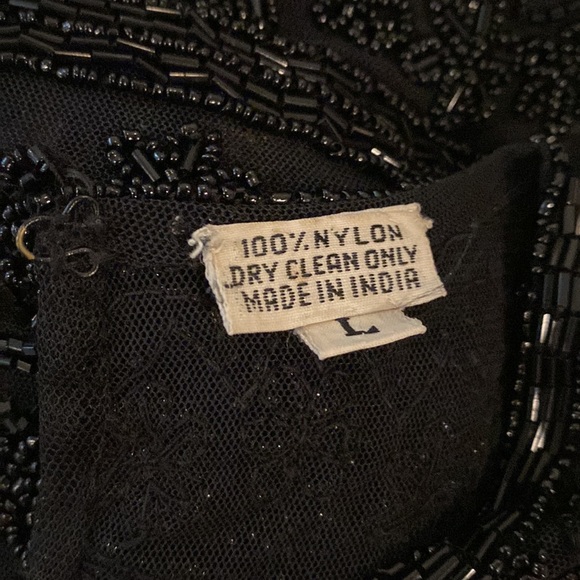 100% NYLON
DRY CLEAN ONLY
MADE IN INDIA
L